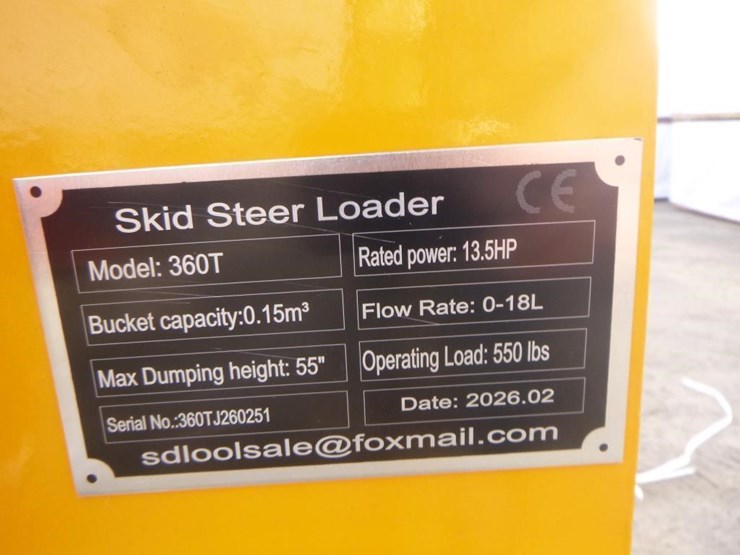 Skid Steer Loader CE
Model: 360T
Rated power: 13.5HP
Bucket capacity:0.15m³
Flow Rate: 0-18L
Max Dumping height: 55"
Operating Load: 550 lbs
Serial No.:360TJ260251
Date: 2026.02
sdloolsale@foxmail.com